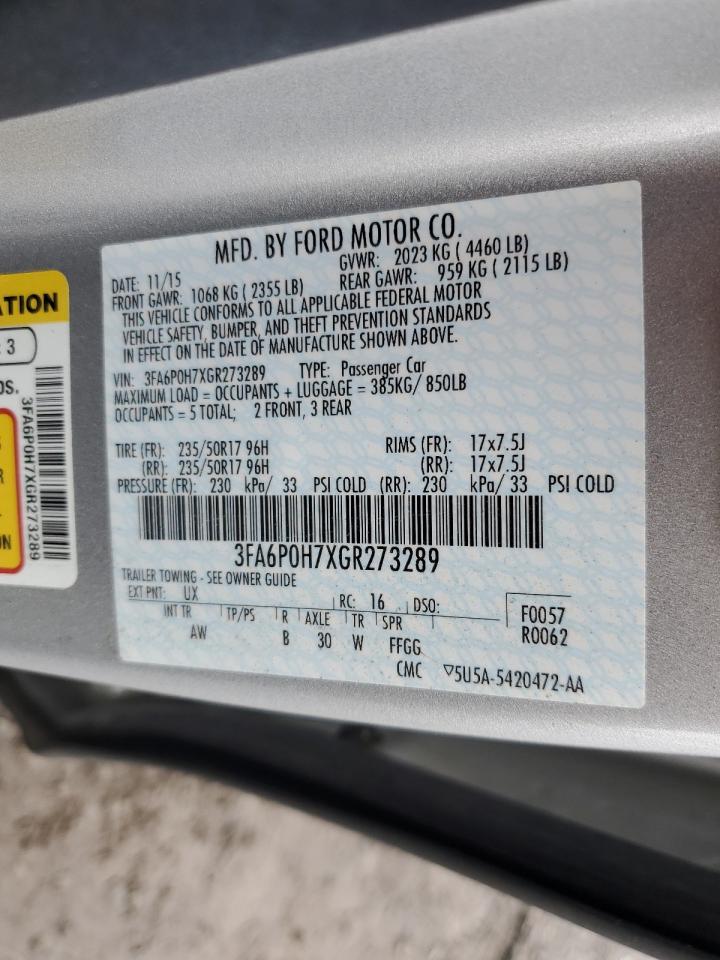 MFD. BY FORD MOTOR CO.
DATE: 11/15 GVWR: 2023 KG ( 4460 LB)
FRONT GAWR: 1068 KG ( 2355 LB) REAR GAWR: 959 KG ( 2115 LB)
THIS VEHICLE CONFORMS TO ALL APPLICABLE FEDERAL MOTOR
VEHICLE SAFETY, BUMPER, AND THEFT PREVENTION STANDARDS
IN EFFECT ON THE DATE OF MANUFACTURE SHOWN ABOVE.
VIN: 3FA6P0H7XGR273289 TYPE: Passenger Car
MAXIMUM LOAD = OCCUPANTS + LUGGAGE = 385KG/ 850LB
OCCUPANTS = 5 TOTAL; 2 FRONT, 3 REAR
TIRE (FR): 235/50R17 96H RIMS (FR): 17x7.5J
(RR): 235/50R17 96H (RR): 17x7.5J
PRESSURE (FR): 230 kPa/ 33 PSI COLD (RR): 230 kPa/ 33 PSI COLD
3FA6P0H7XGR273289
TRAILER TOWING - SEE OWNER GUIDE
EXT PNT: UX RC: 16 DSO: F0057
INT TR TP/PS R AXLE TR SPR R0062
AW B 30 W FFGG
CMC ▽5U5A-5420472-AA
ATION
: 3
OS.
R
ON
3FA6P0H7XGR273289